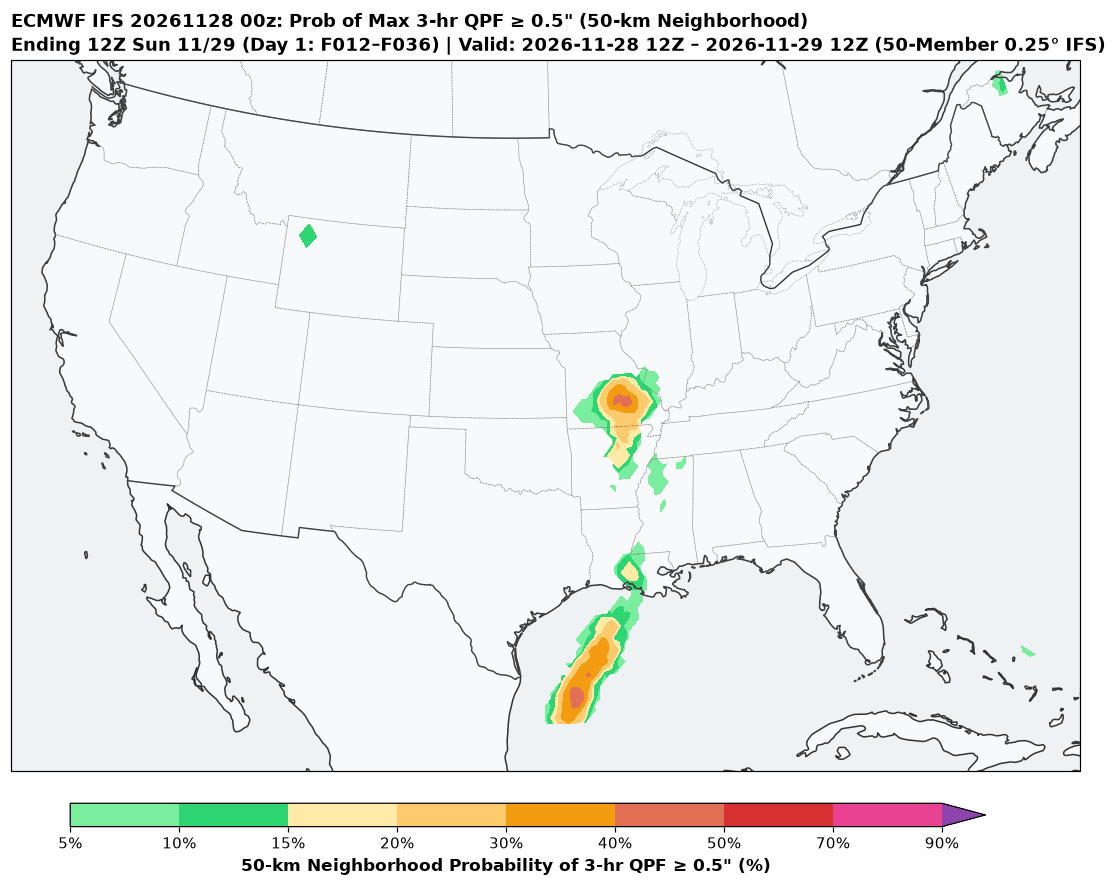 ECMWF IFS 20261128 00z: Prob of Max 3-hr QPF ≥ 0.5" (50-km Neighborhood)
Ending 12Z Sun 11/29 (Day 1: F012–F036) | Valid: 2026-11-28 12Z – 2026-11-29 12Z (50-Member 0.25° IFS)
5% 10% 15% 20% 30% 40% 50% 70% 90%
50-km Neighborhood Probability of 3-hr QPF ≥ 0.5" (%)